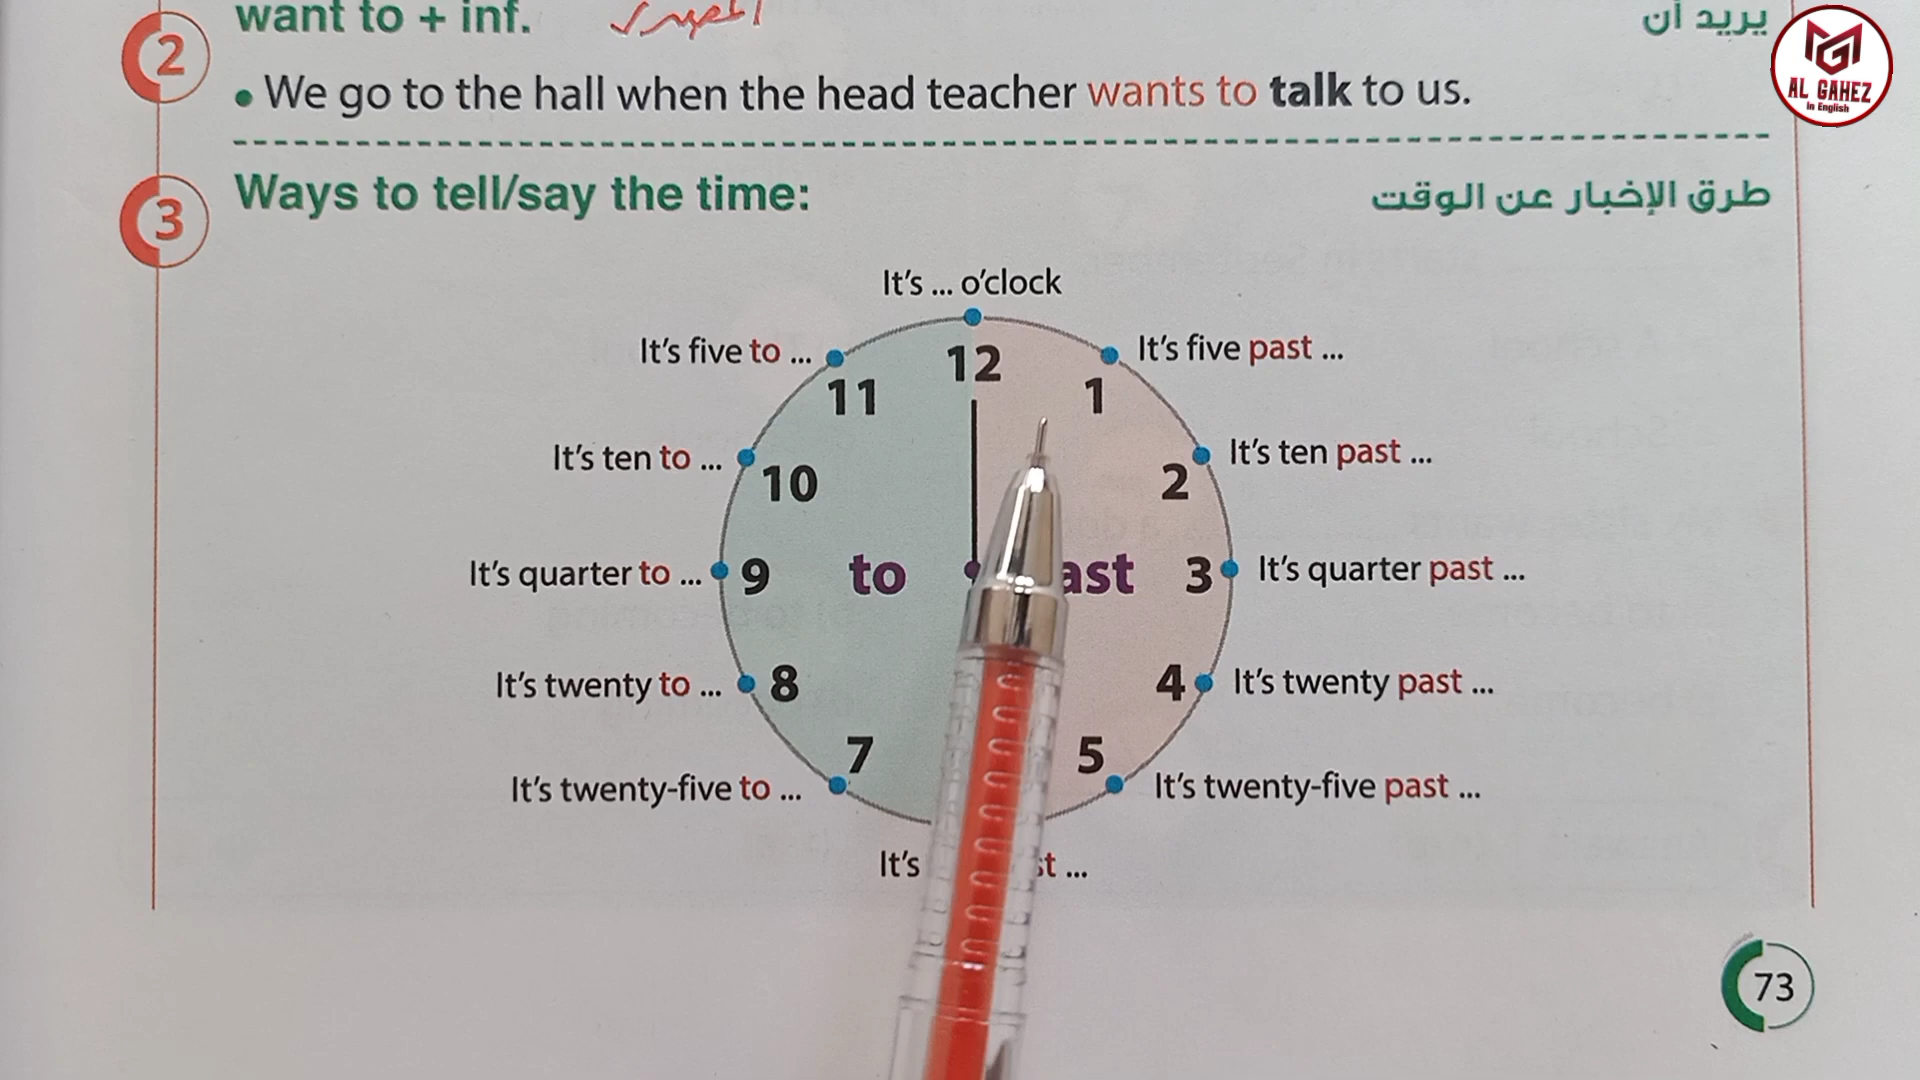 2
want to + inf. المصدر
يريد أن
• We go to the hall when the head teacher wants to talk to us.
3
Ways to tell/say the time:
طرق الإخبار عن الوقت
It's ... o'clock
It's five to ...
It's five past ...
12
11
1
It's ten to ...
It's ten past ...
10
2
It's quarter to ...
9
to
3
It's quarter past ...
It's twenty to ...
8
4
It's twenty past ...
7
5
It's twenty-five to ...
It's twenty-five past ...
It's ...
73
AL GAHEZ
In English